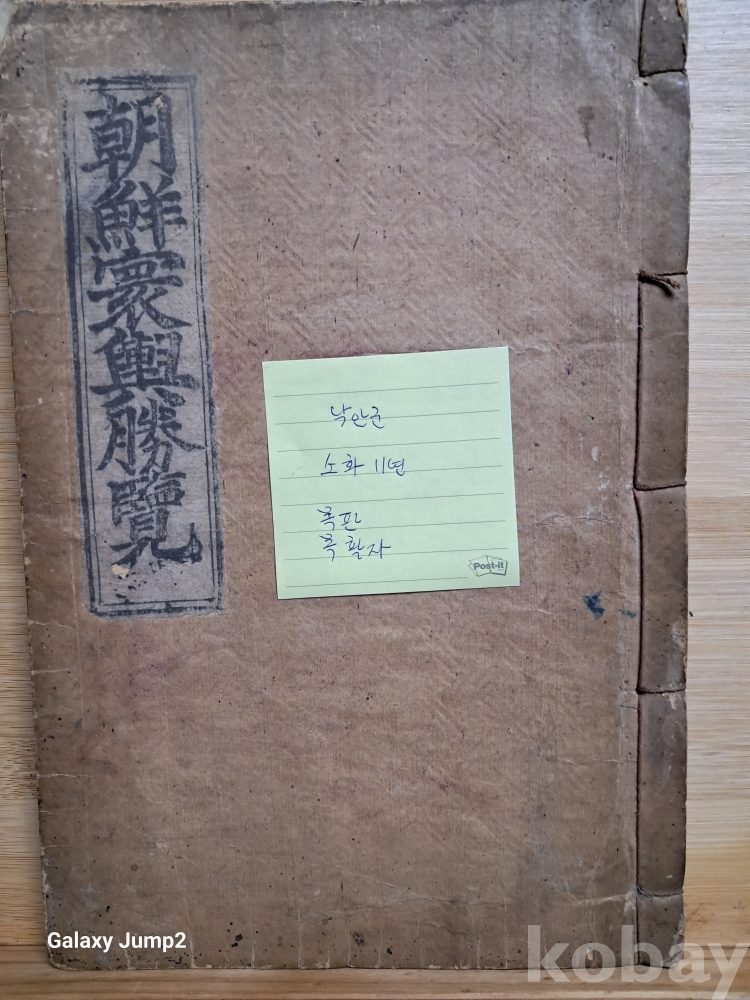 朝鮮寰輿勝覽
낙안군
소화 11년
목판
목활자
Post-it
Galaxy Jump2
kobay